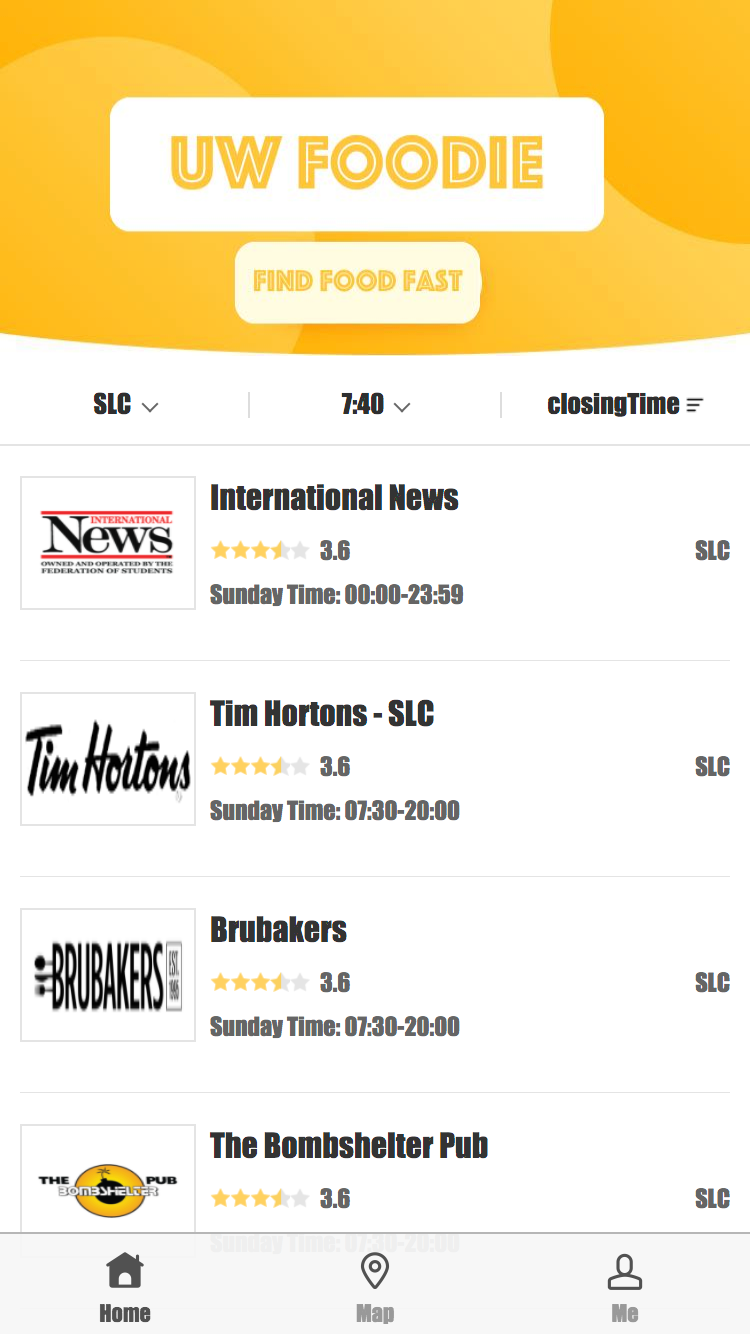 UW FOODIE
FIND FOOD FAST
SLC
7:40
closingTime
INTERNATIONAL
News
OWNED AND OPERATED BY THE
FEDERATION OF STUDENTS
International News
3.6
SLC
Sunday Time: 00:00-23:59
Tim Hortons
Tim Hortons - SLC
3.6
SLC
Sunday Time: 07:30-20:00
BRUBAKERS
EST.
Brubakers
3.6
SLC
Sunday Time: 07:30-20:00
THE PUB
BOMBSHELTER
The Bombshelter Pub
3.6
SLC
Sunday Time: 07:30-20:00
Home
Map
Me